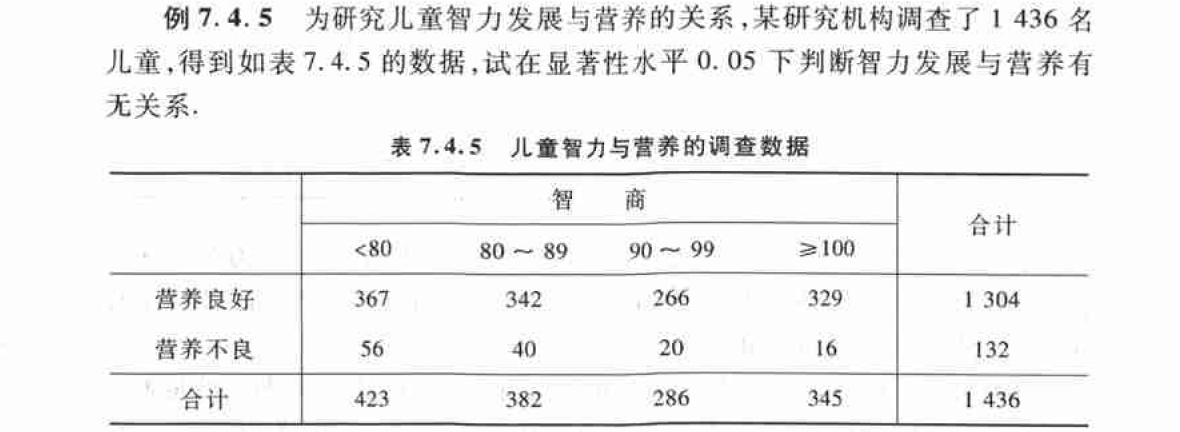 例 7.4.5 为研究儿童智力发展与营养的关系,某研究机构调查了 1 436 名
儿童,得到如表 7.4.5 的数据,试在显著性水平 0.05 下判断智力发展与营养有
无关系.
表 7.4.5 儿童智力与营养的调查数据
智 商 合计
<80 80～89 90～99 ≥100
营养良好 367 342 266 329 1 304
营养不良 56 40 20 16 132
合计 423 382 286 345 1 436